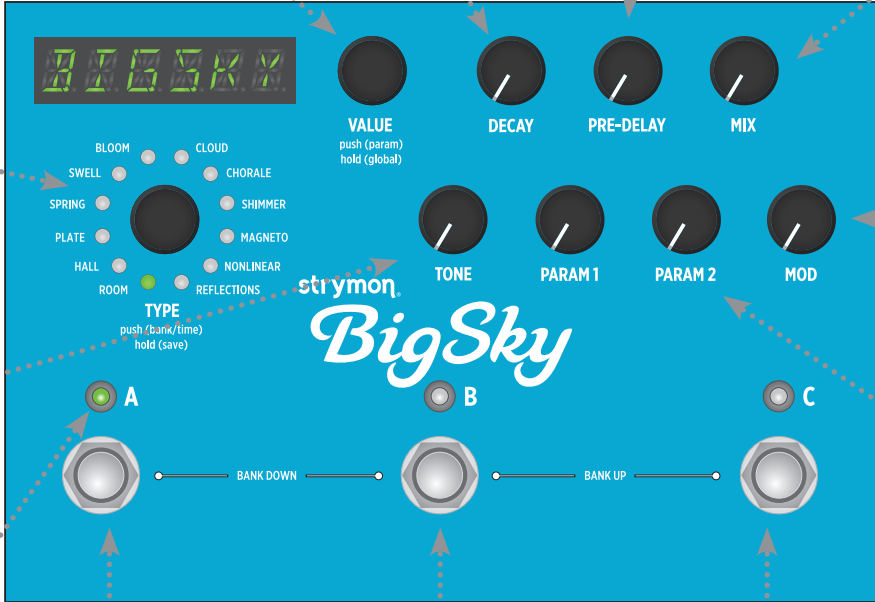 BIGSKY
VALUE
push (param)
hold (global)
DECAY
PRE-DELAY
MIX
BLOOM
CLOUD
SWELL
CHORALE
SPRING
SHIMMER
PLATE
MAGNETO
HALL
NONLINEAR
ROOM
REFLECTIONS
TYPE
push (bank/time)
hold (save)
TONE
PARAM 1
PARAM 2
MOD
strymon®
BigSky
A
B
C
BANK DOWN
BANK UP